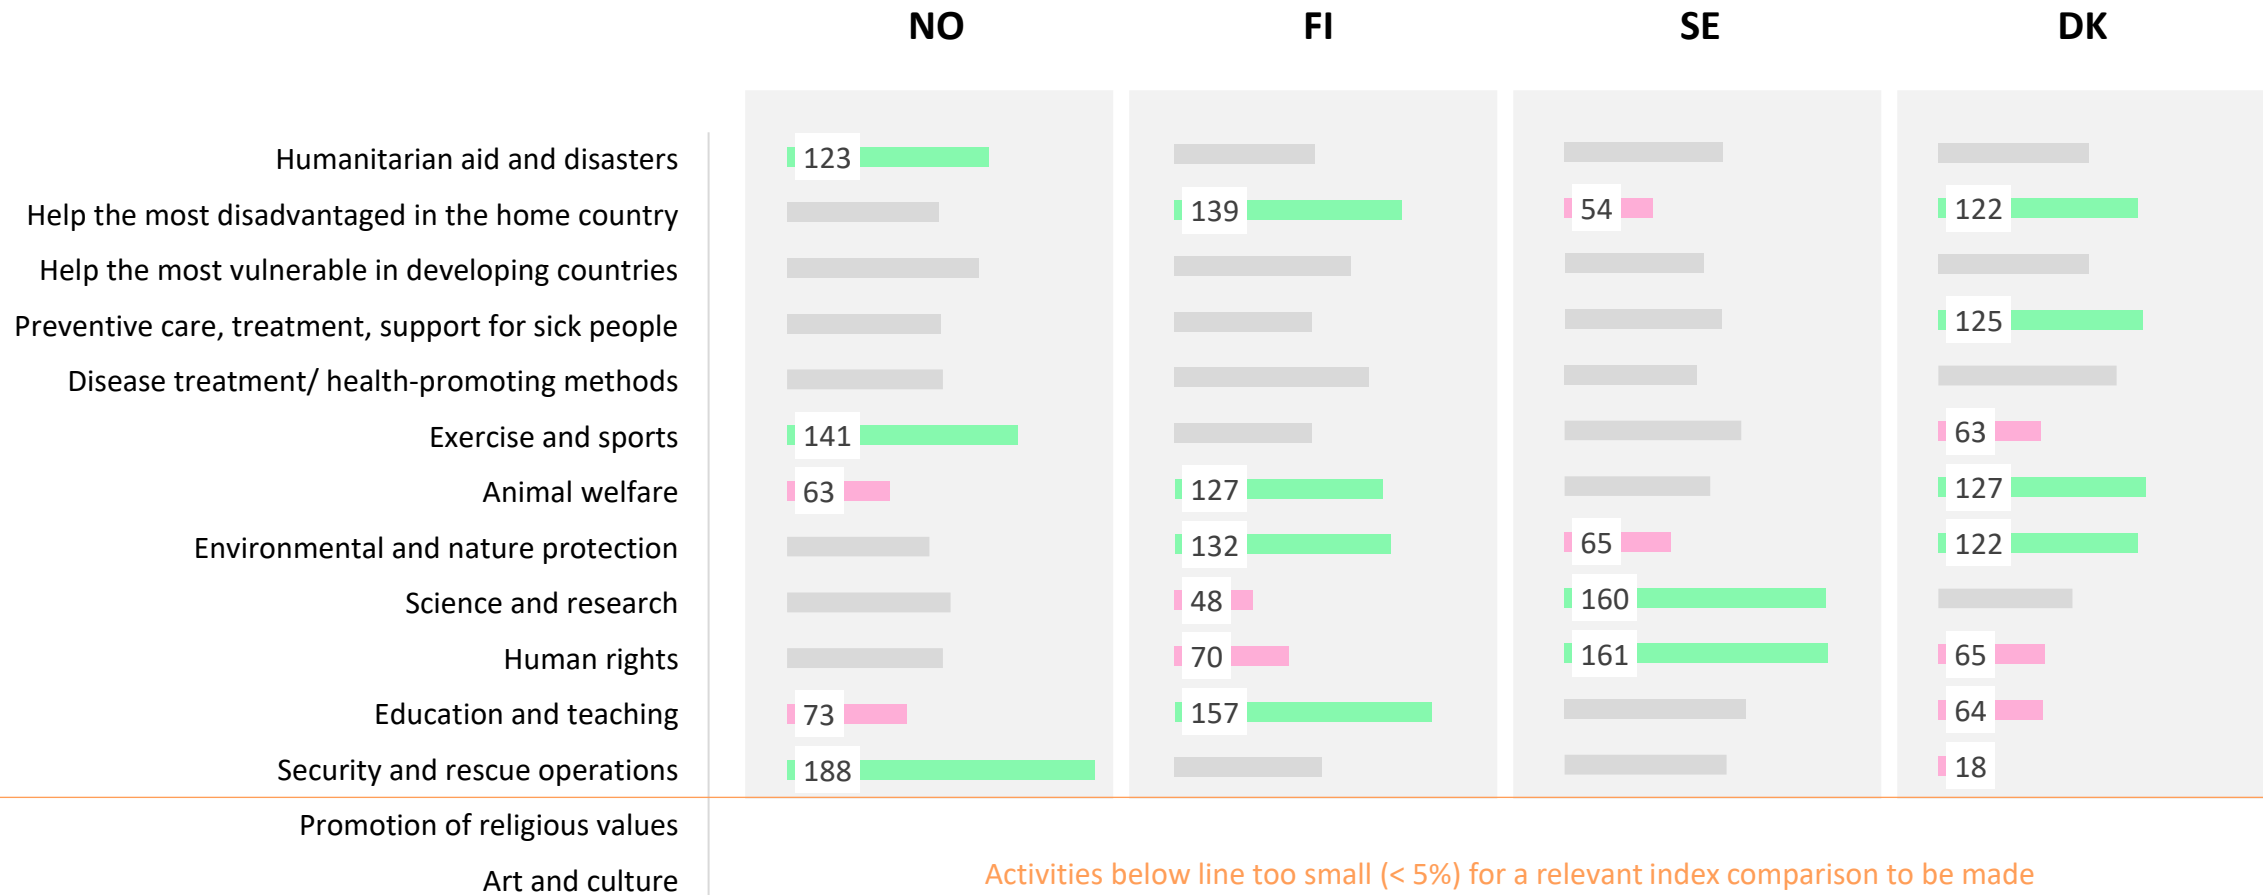 NO FI SE DK
Humanitarian aid and disasters 123
Help the most disadvantaged in the home country 139 54 122
Help the most vulnerable in developing countries
Preventive care, treatment, support for sick people 125
Disease treatment/ health-promoting methods
Exercise and sports 141 63
Animal welfare 63 127 127
Environmental and nature protection 132 65 122
Science and research 48 160
Human rights 70 161 65
Education and teaching 73 157 64
Security and rescue operations 188 18
Promotion of religious values
Activities below line too small (< 5%) for a relevant index comparison to be made
Art and culture